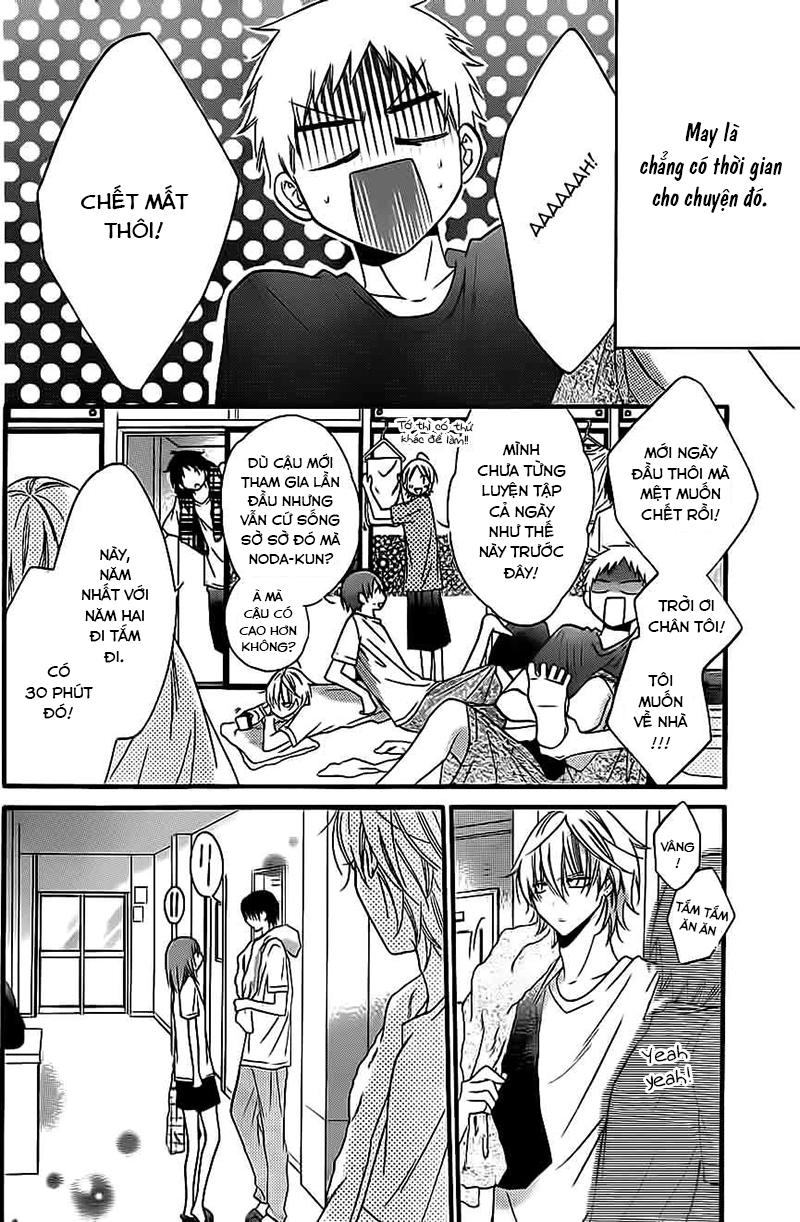 May là
chẳng có thời gian
cho chuyện đó.
AAAAAAH!
CHẾT MẤT
THÔI!
MỚI NGÀY
ĐẦU THÔI MÀ
MỆT MUỐN
CHẾT RỒI!
TRỜI ƠI
CHÂN TÔI!
TÔI
MUỐN
VỀ NHÀ
!!!
MÌNH
CHƯA TỪNG
LUYỆN TẬP
CẢ NGÀY
NHƯ THẾ
NÀY TRƯỚC
ĐÂY!
Tớ thì có thứ
khác để làm!!
DÙ CẬU MỚI
THAM GIA LẦN
ĐẦU NHƯNG
VẪN CỨ SỐNG
SỜ SỜ ĐÓ MÀ
NODA-KUN?
À MÀ
CẬU CÓ
CAO HƠN
KHÔNG?
NÀY,
NĂM
NHẤT VỚI
NĂM HAI
ĐI TẮM
ĐI.
CÓ
30 PHÚT
ĐÓ!
VÂNG
!
TẮM TẮM
ĂN ĂN
Yeah
yeah!